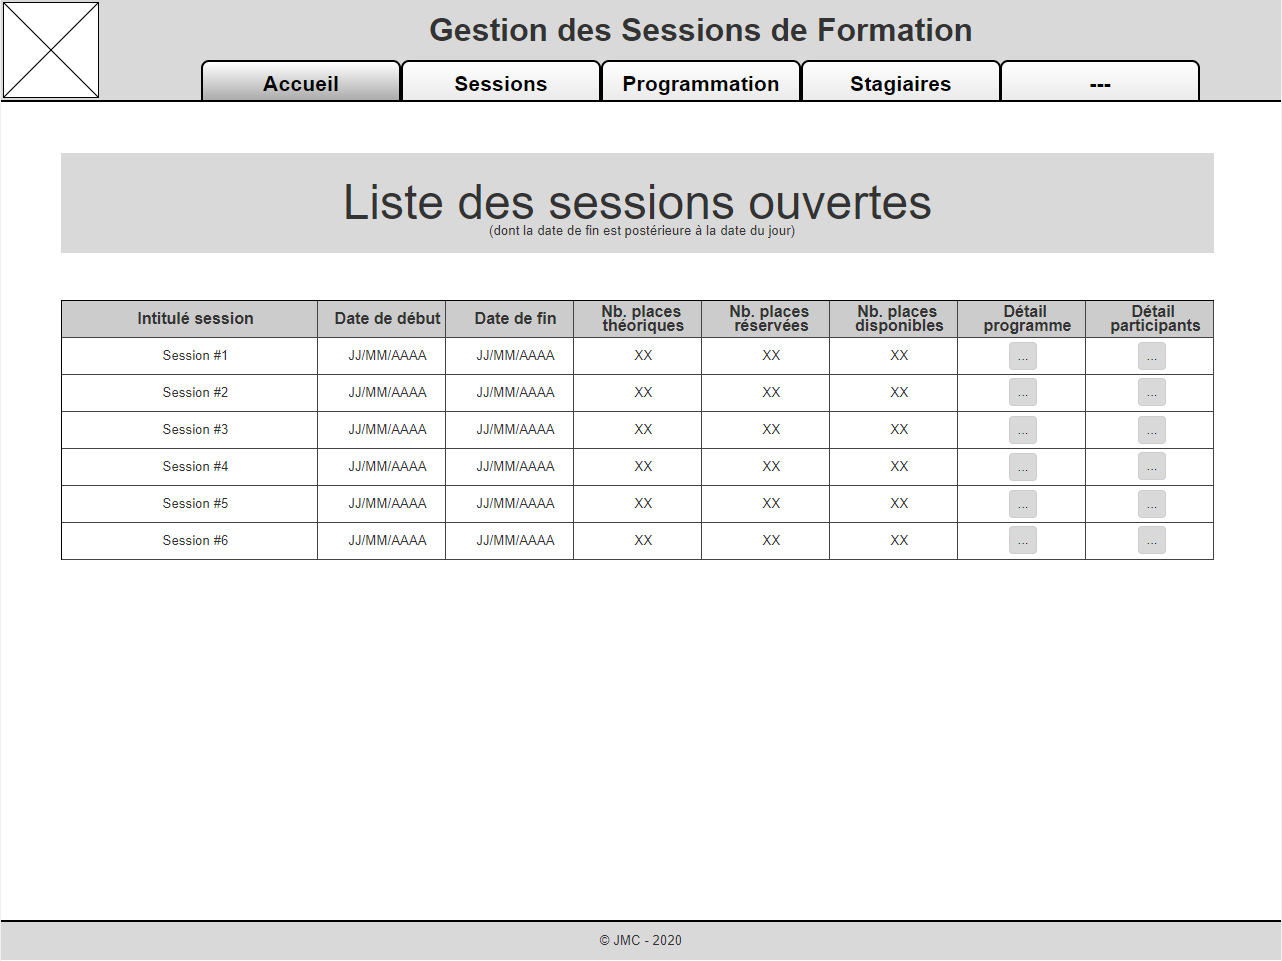 Gestion des Sessions de Formation
Accueil Sessions Programmation Stagiaires ---
Liste des sessions ouvertes
(dont la date de fin est postérieure à la date du jour)
Intitulé session Date de début Date de fin Nb. places théoriques Nb. places réservées Nb. places disponibles Détail programme Détail participants
Session #1 JJ/MM/AAAA JJ/MM/AAAA XX XX XX ... ...
Session #2 JJ/MM/AAAA JJ/MM/AAAA XX XX XX ... ...
Session #3 JJ/MM/AAAA JJ/MM/AAAA XX XX XX ... ...
Session #4 JJ/MM/AAAA JJ/MM/AAAA XX XX XX ... ...
Session #5 JJ/MM/AAAA JJ/MM/AAAA XX XX XX ... ...
Session #6 JJ/MM/AAAA JJ/MM/AAAA XX XX XX ... ...
© JMC - 2020